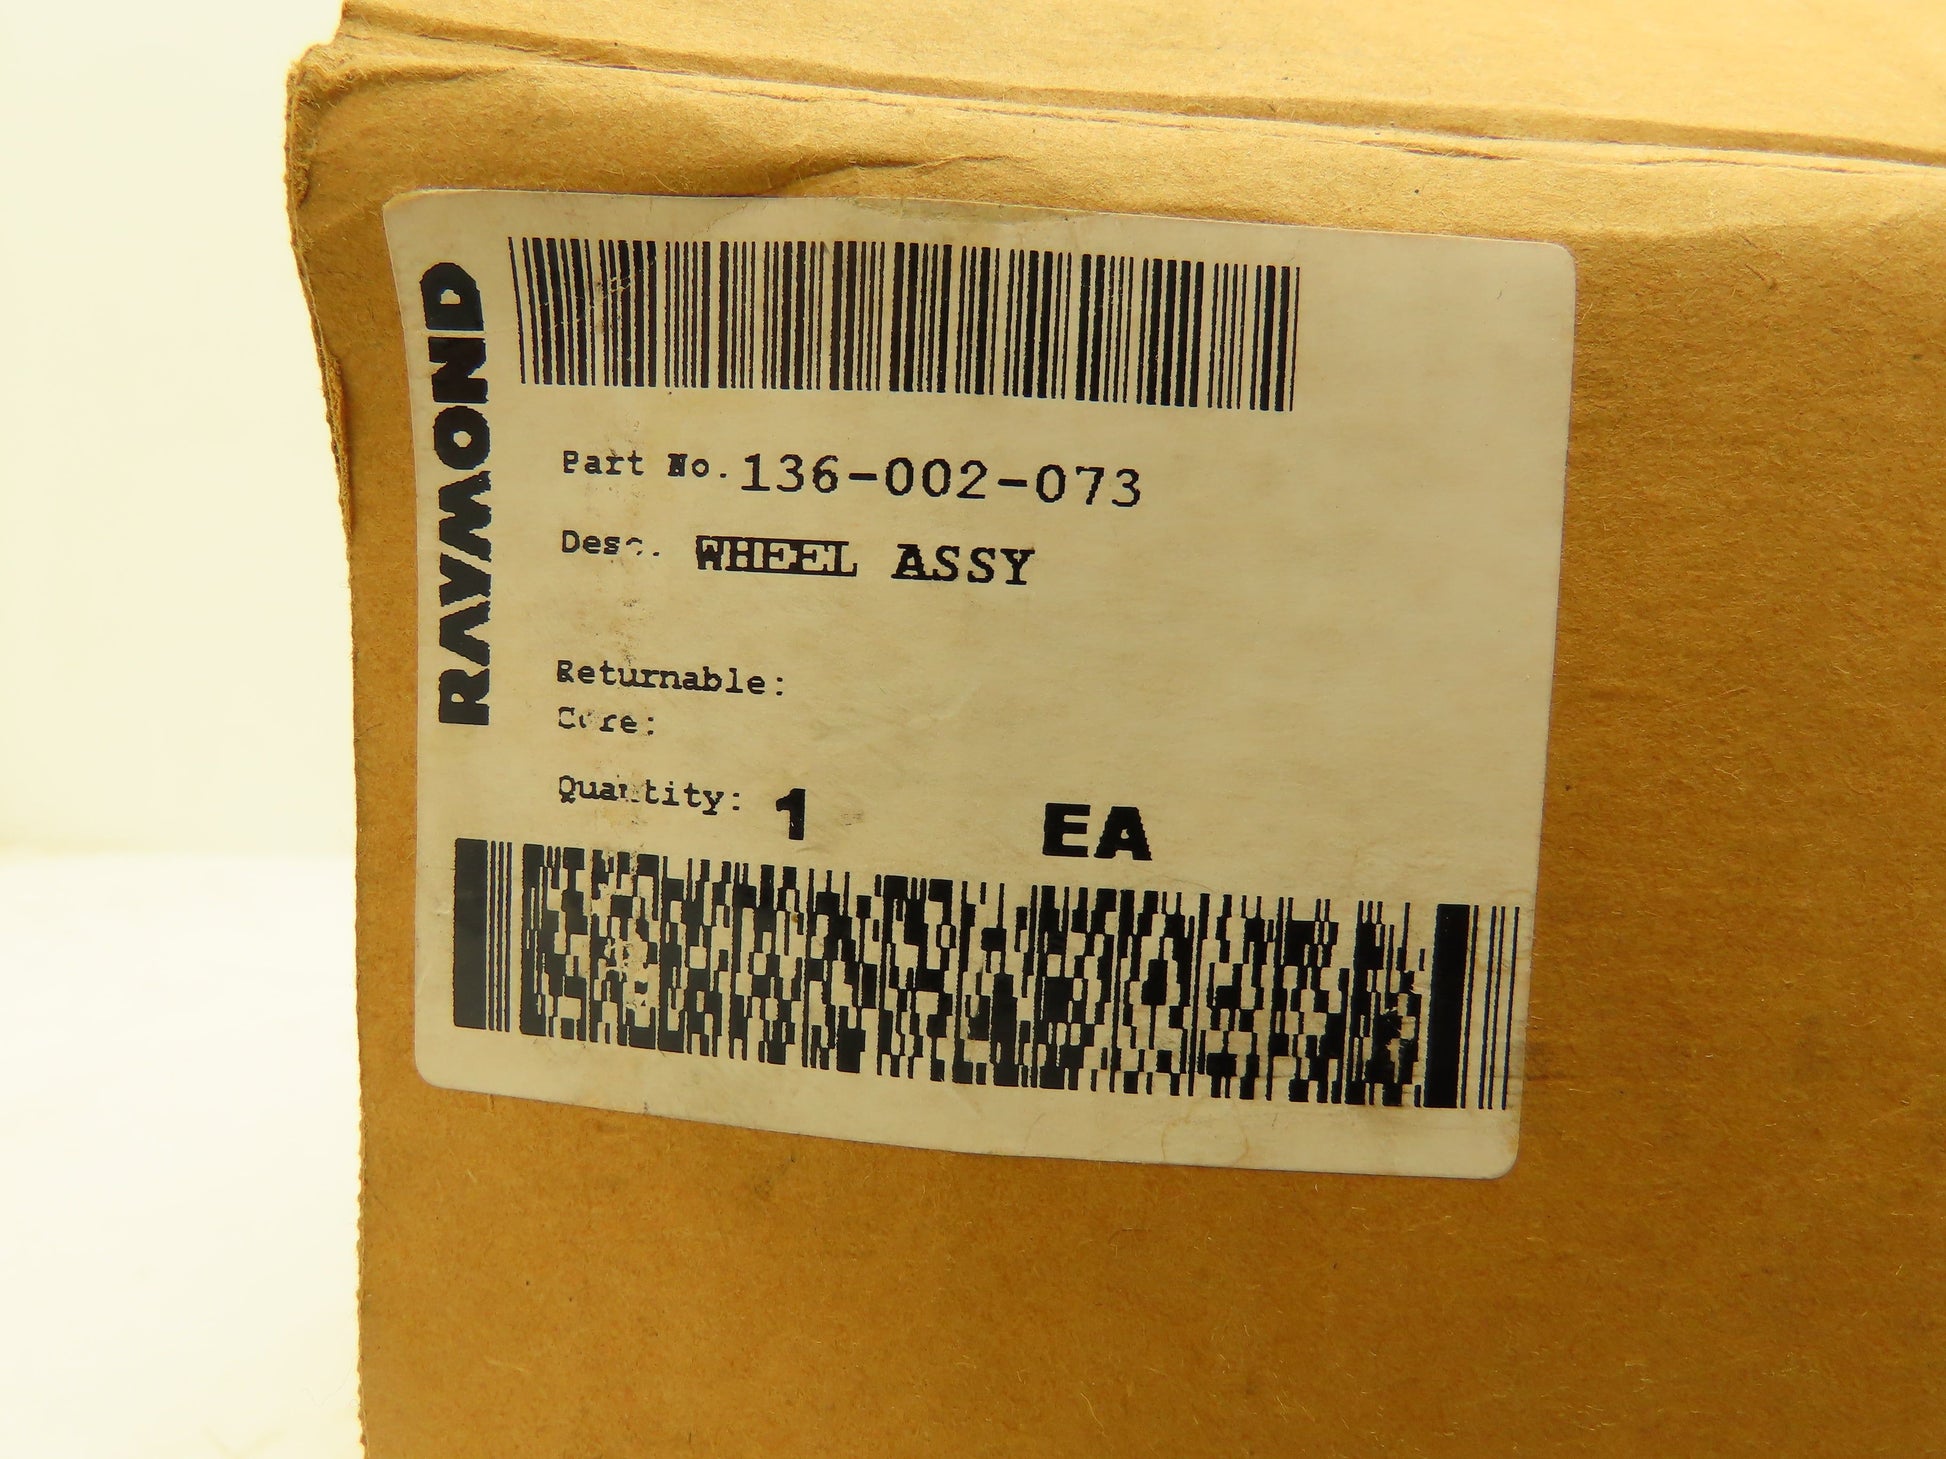 RAYMOND
Part No. 136-002-073
Desc. WHEEL ASSY
Returnable:
Core:
Quantity: 1 EA